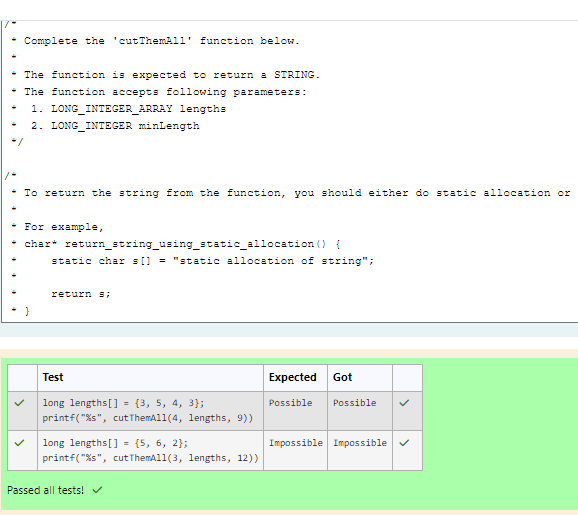 /*
* Complete the 'cutThemAll' function below.
*
* The function is expected to return a STRING.
* The function accepts following parameters:
*  1. LONG_INTEGER_ARRAY lengths
*  2. LONG_INTEGER minLength
*/
/*
* To return the string from the function, you should either do static allocation or
*
* For example,
* char* return_string_using_static_allocation() {
*     static char s[] = "static allocation of string";
*
*     return s;
* }
Test Expected Got
long lengths[] = {3, 5, 4, 3}; Possible Possible
printf("%s", cutThemAll(4, lengths, 9))
long lengths[] = {5, 6, 2}; Impossible Impossible
printf("%s", cutThemAll(3, lengths, 12))
Passed all tests!